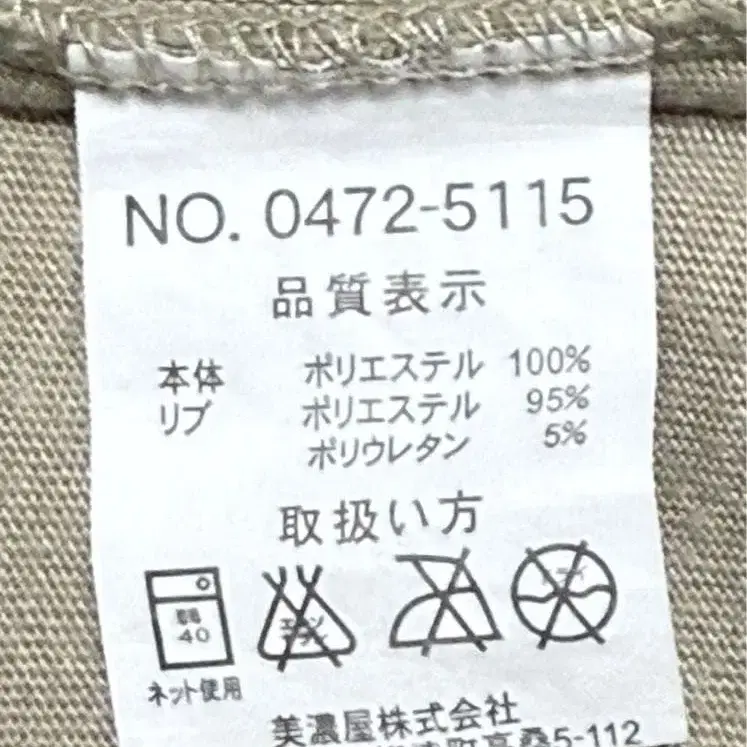 NO. 0472-5115
品質表示
本体 ポリエステル 100%
リブ ポリエステル 95%
ポリウレタン 5%
取扱い方
40
ネット使用
美濃屋株式会社
5-112